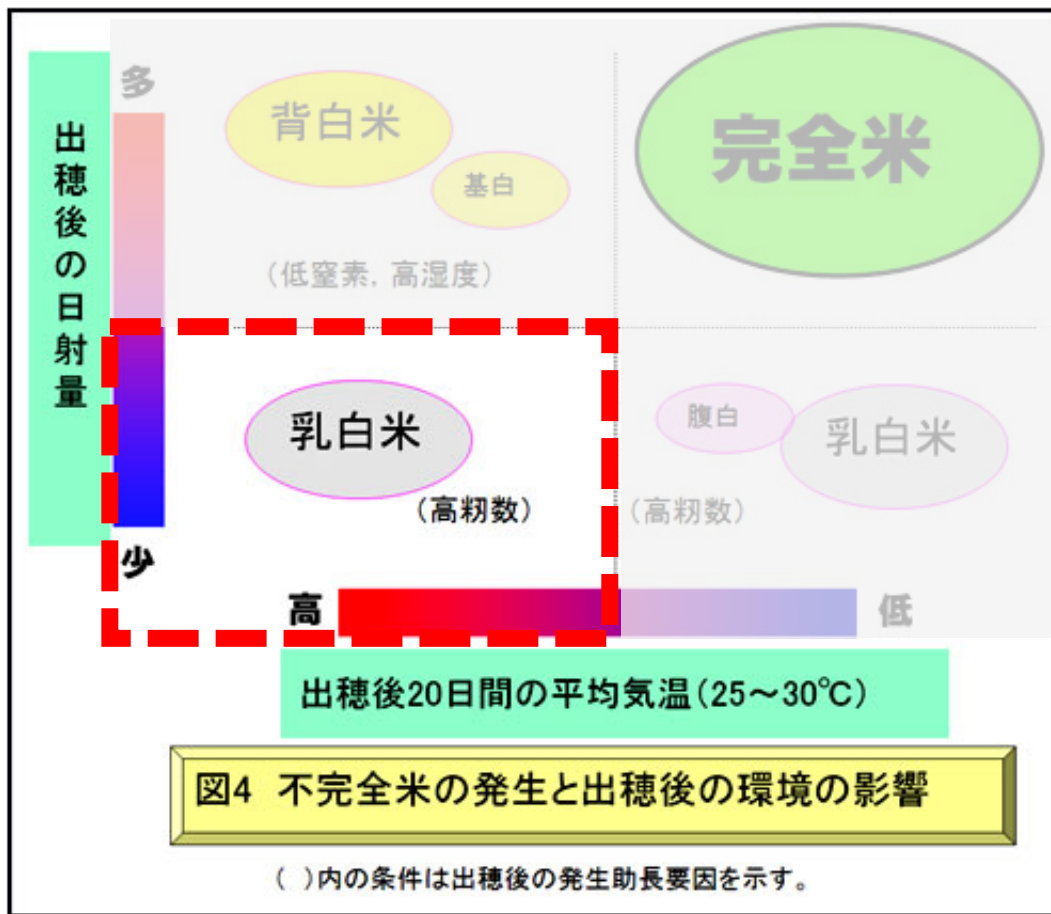 出穂後の日射量
多
背白米
基白
(低窒素, 高湿度)
完全米
乳白米
(高籾数)
腹白
乳白米
(高籾数)
少
高
低
出穂後20日間の平均気温(25～30℃)
図4 不完全米の発生と出穂後の環境の影響
( )内の条件は出穂後の発生助長要因を示す。